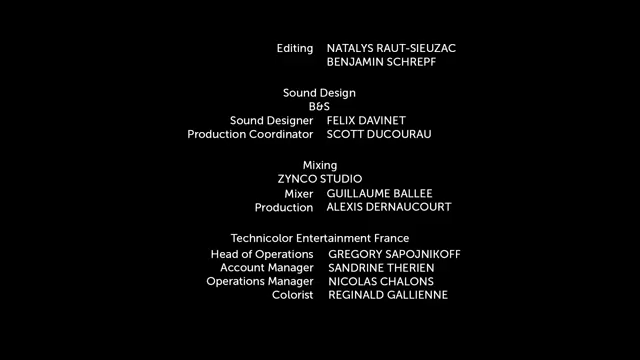 Editing NATALYS RAUT-SIEUZAC
BENJAMIN SCHREPF
Sound Design
B&S
Sound Designer FELIX DAVINET
Production Coordinator SCOTT DUCOURAU
Mixing
ZYNCO STUDIO
Mixer GUILLAUME BALLEE
Production ALEXIS DERNAUCOURT
Technicolor Entertainment France
Head of Operations GREGORY SAPOJNIKOFF
Account Manager SANDRINE THERIEN
Operations Manager NICOLAS CHALONS
Colorist REGINALD GALLIENNE